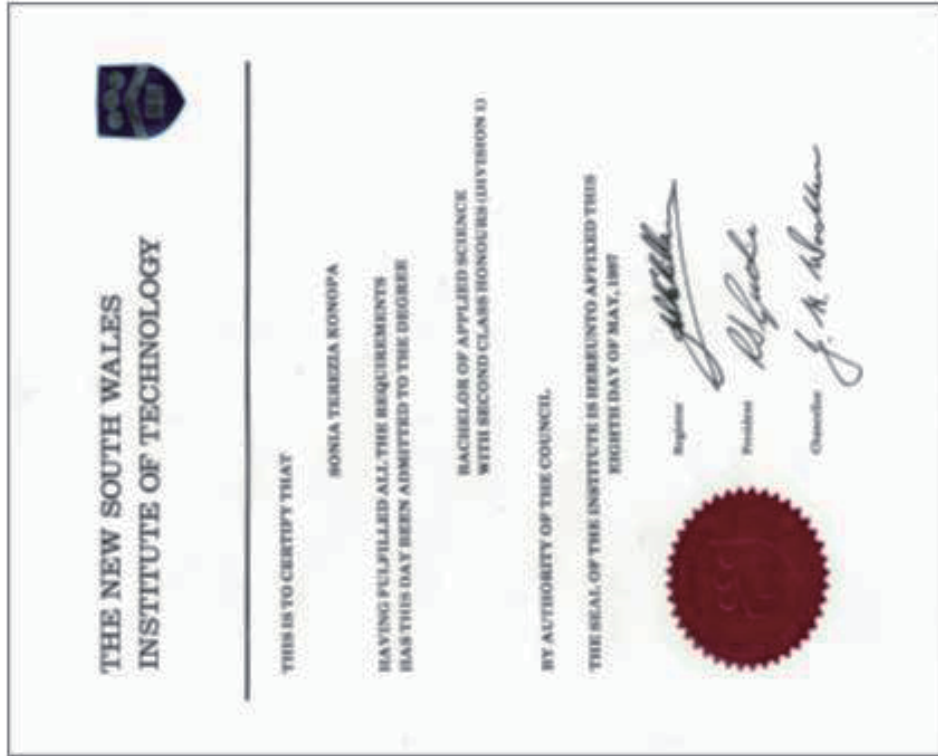 THE NEW SOUTH WALES
INSTITUTE OF TECHNOLOGY
THIS IS TO CERTIFY THAT
SONIA TEREZIA KONOPA
HAVING FULFILLED ALL THE REQUIREMENTS
HAS THIS DAY BEEN ADMITTED TO THE DEGREE
BACHELOR OF APPLIED SCIENCE
WITH SECOND CLASS HONOURS (DIVISION 1)
BY AUTHORITY OF THE COUNCIL
THE SEAL OF THE INSTITUTE IS HEREUNTO AFFIXED THIS
EIGHTH DAY OF MAY, 1987
Registrar
President
Chancellor